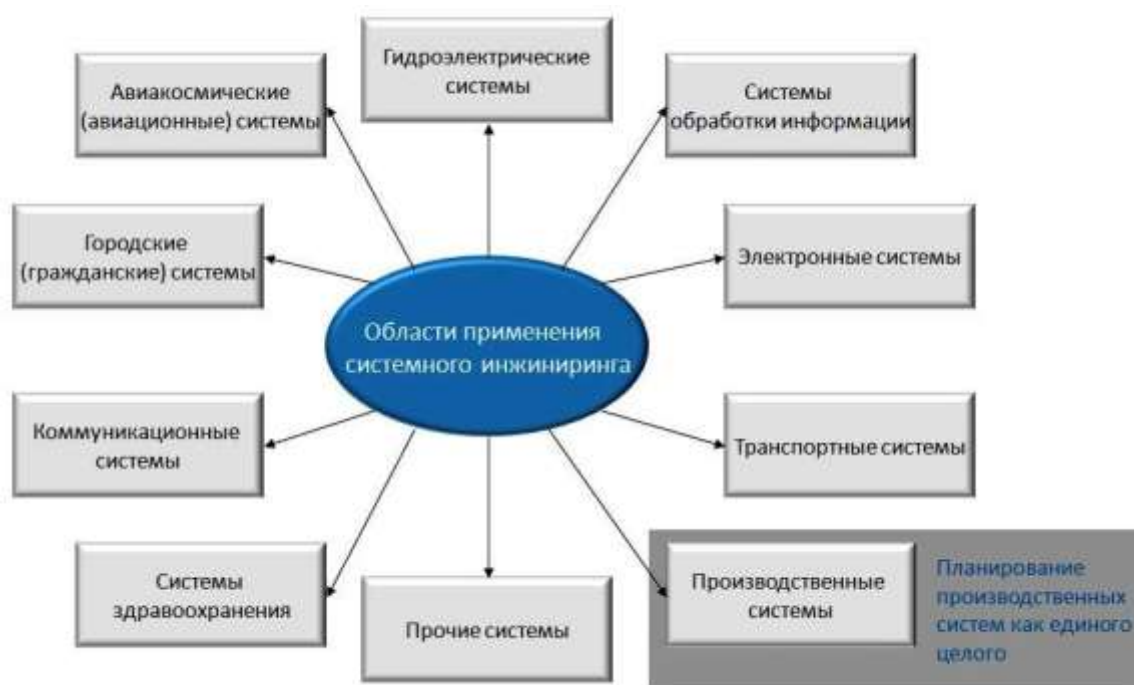 Гидроэлектрические
системы
Авиакосмические
(авиационные) системы
Системы
обработки информации
Городские
(гражданские) системы
Электронные системы
Области применения
системного инжиниринга
Коммуникационные
системы
Транспортные системы
Системы
здравоохранения
Прочие системы
Производственные
системы
Планирование
производственных
систем как единого
целого